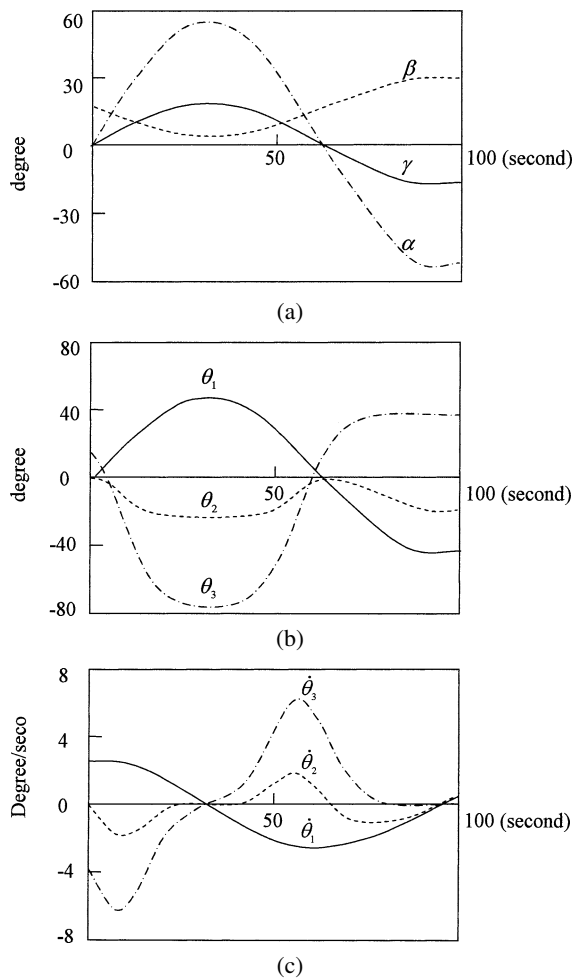 60
30
0
-30
-60
degree
β
γ
α
50
100 (second)
(a)
80
40
0
-40
-80
degree
θ₁
θ₂
θ₃
50
100 (second)
(b)
8
4
0
-4
-8
Degree/seco
θ̇₃
θ̇₂
θ̇₁
50
100 (second)
(c)